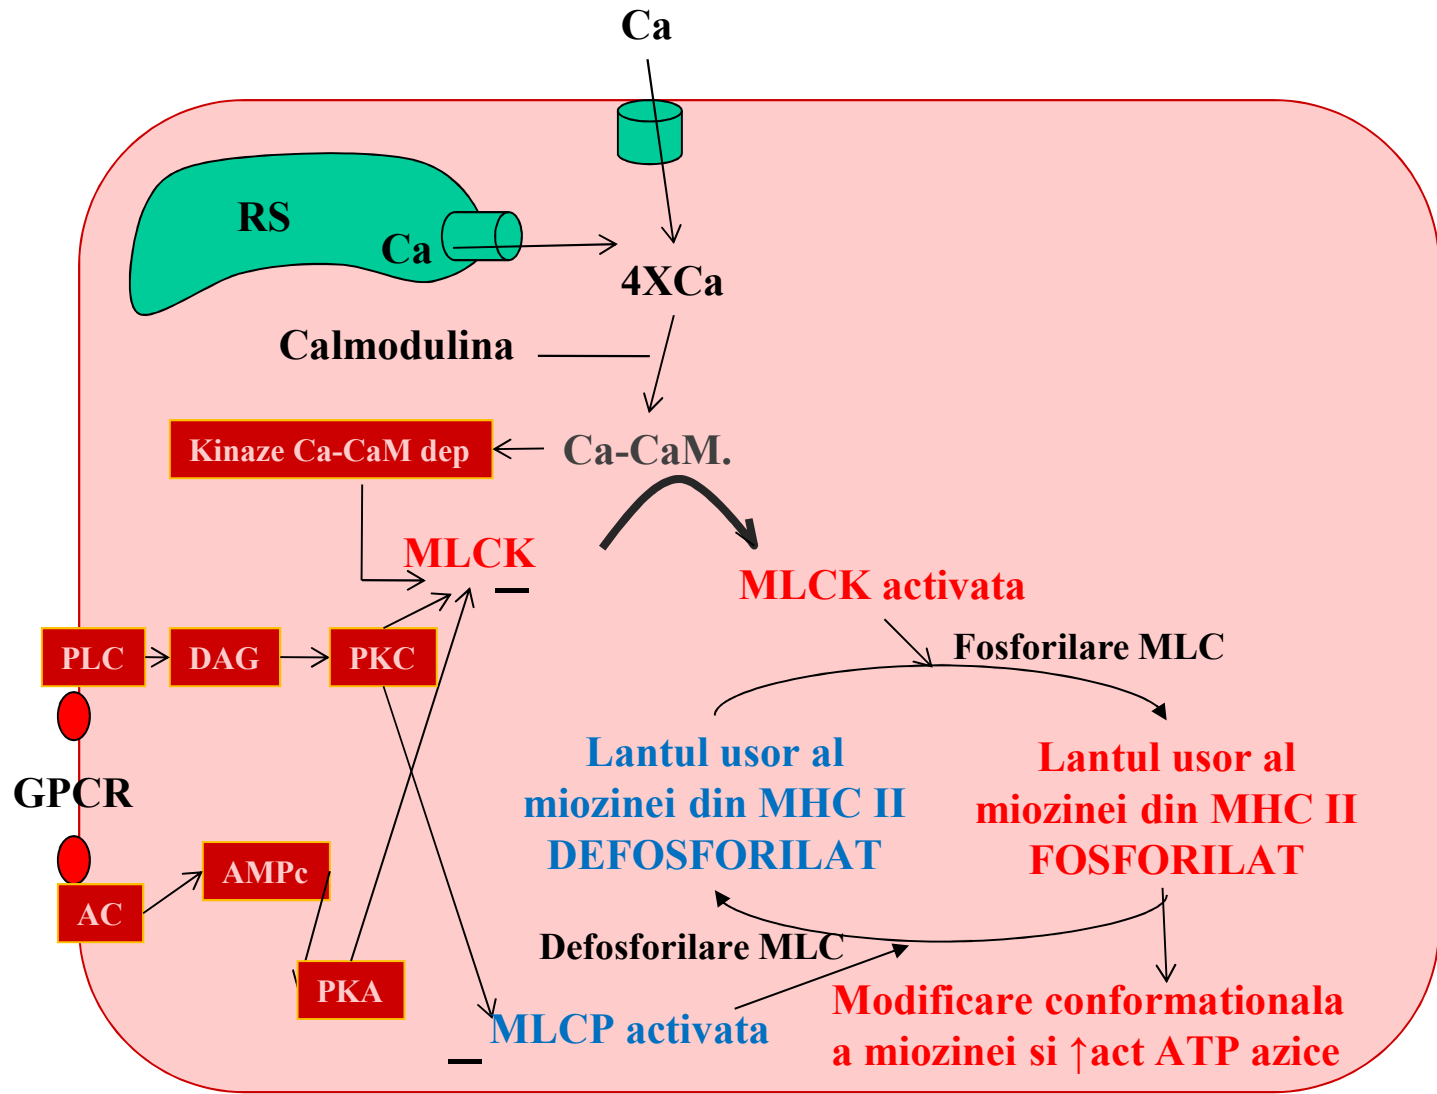 Ca
RS
Ca
4XCa
Calmodulina
Kinaze Ca-CaM dep
Ca-CaM.
MLCK
MLCK activata
Fosforilare MLC
PLC
DAG
PKC
GPCR
Lantul usor al
miozinei din MHC II
DEFOSFORILAT
Lantul usor al
miozinei din MHC II
FOSFORILAT
AMPc
AC
Defosforilare MLC
PKA
MLCP activata
Modificare conformationala
a miozinei si ↑act ATP azice